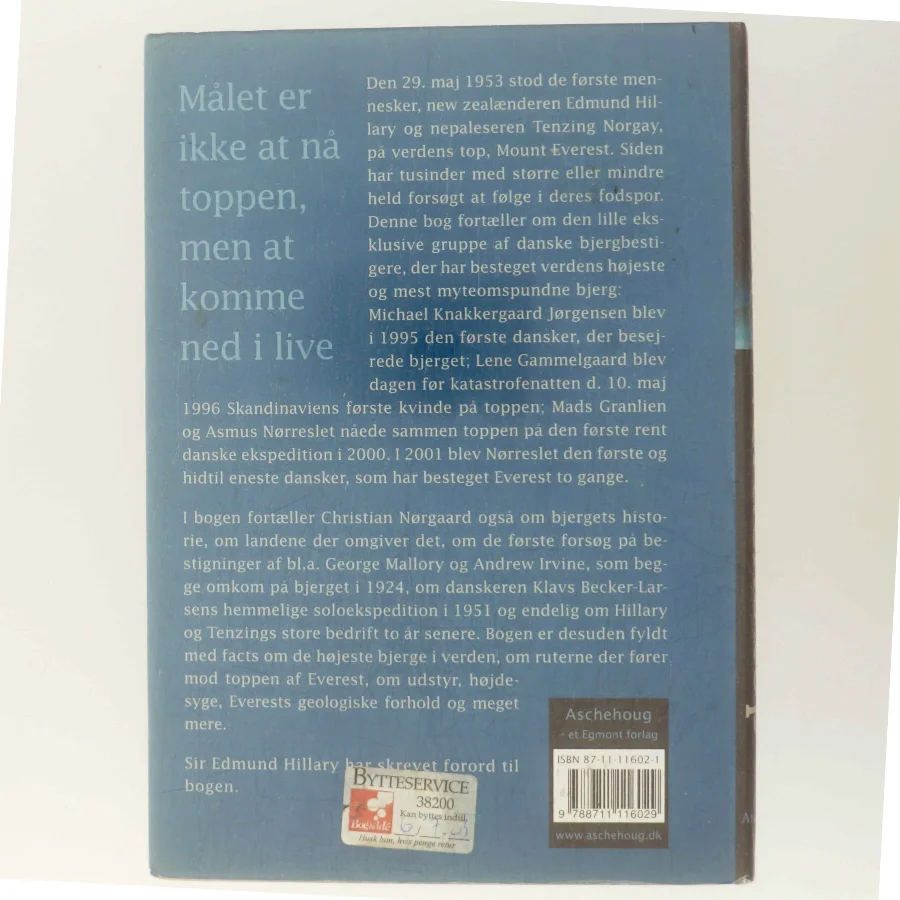 Målet er
ikke at nå
toppen,
men at
komme
ned i live
Den 29. maj 1953 stod de første men-
nesker, new zealænderen Edmund Hil-
lary og nepaleseren Tenzing Norgay,
på verdens top, Mount Everest. Siden
har tusinder med større eller mindre
held forsøgt at følge i deres fodspor.
Denne bog fortæller om den lille eks-
klusive gruppe af danske bjergbesti-
gere, der har besteget verdens højeste
og mest myteomspundne bjerg:
Michael Knakkergaard Jørgensen blev
i 1995 den første dansker, der besej-
rede bjerget; Lene Gammelgaard blev
dagen før katastrofenatten d. 10. maj
1996 Skandinaviens første kvinde på toppen; Mads Granlien
og Asmus Nørreslet nåede sammen toppen på den første rent
danske ekspedition i 2000. I 2001 blev Nørreslet den første og
hidtil eneste dansker, som har besteget Everest to gange.
I bogen fortæller Christian Nørgaard også om bjergets histo-
rie, om landene der omgiver det, om de første forsøg på be-
stigninger af bl.a. George Mallory og Andrew Irvine, som beg-
ge omkom på bjerget i 1924, om danskeren Klavs Becker-Lar-
sens hemmelige soloekspedition i 1951 og endelig om Hillary
og Tenzings store bedrift to år senere. Bogen er desuden fyldt
med facts om de højeste bjerge i verden, om ruterne der fører
mod toppen af Everest, om udstyr, højde-
syge, Everests geologiske forhold og meget
mere.
Sir Edmund Hillary har skrevet forord til
bogen.
BYTTESERVICE
38200
Kan byttes indtil
Bog&idé
Husk bon, hvis penge retur
Aschehoug
– et Egmont forlag
ISBN 87-11-11602-1
9 788711 116029
www.aschehoug.dk